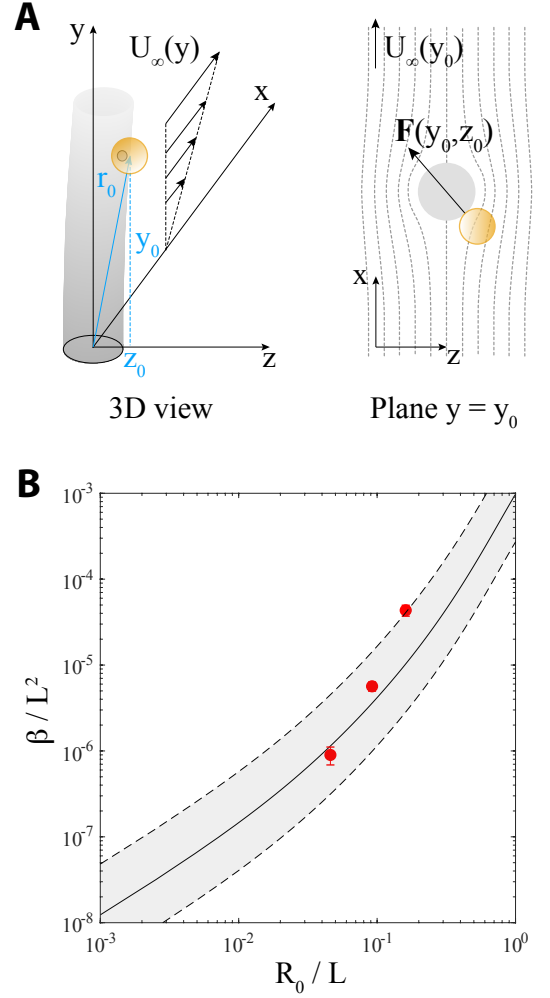 A
y
U∞(y)
x
r0
y0
z0
z
3D view
U∞(y0)
F(y0,z0)
x
z
Plane y = y0
B
10-3
10-4
10-5
10-6
10-7
10-8
β / L2
10-3
10-2
10-1
100
R0 / L